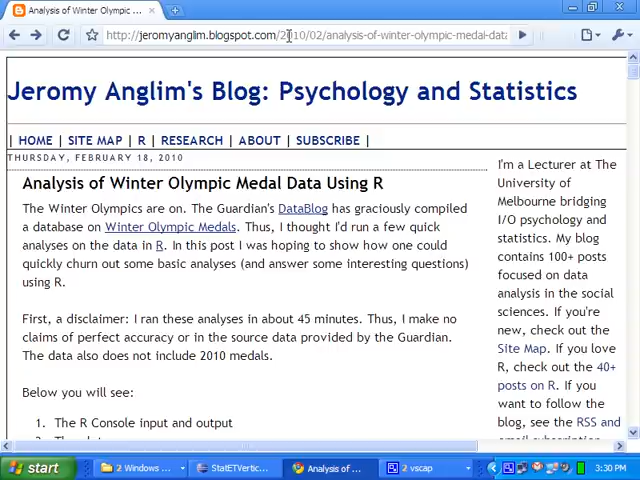 Analysis of Winter Olympic ...
http://jeromyanglim.blogspot.com/2010/02/analysis-of-winter-olympic-medal-data
Jeromy Anglim's Blog: Psychology and Statistics
| HOME | SITE MAP | R | RESEARCH | ABOUT | SUBSCRIBE |
THURSDAY, FEBRUARY 18, 2010
Analysis of Winter Olympic Medal Data Using R
The Winter Olympics are on. The Guardian's DataBlog has graciously compiled
a database on Winter Olympic Medals. Thus, I thought I'd run a few quick
analyses on the data in R. In this post I was hoping to show how one could
quickly churn out some basic analyses (and answer some interesting questions)
using R.
First, a disclaimer: I ran these analyses in about 45 minutes. Thus, I make no
claims of perfect accuracy or in the source data provided by the Guardian.
The data also does not include 2010 medals.
Below you will see:
1. The R Console input and output
I'm a Lecturer at The
University of
Melbourne bridging
I/O psychology and
statistics. My blog
contains 100+ posts
focused on data
analysis in the social
sciences. If you're
new, check out the
Site Map. If you love
R, check out the 40+
posts on R. If you
want to follow the
blog, see the RSS and
start
2 Windows ...
StatETVertic...
Analysis of ...
2 vscap
3:30 PM